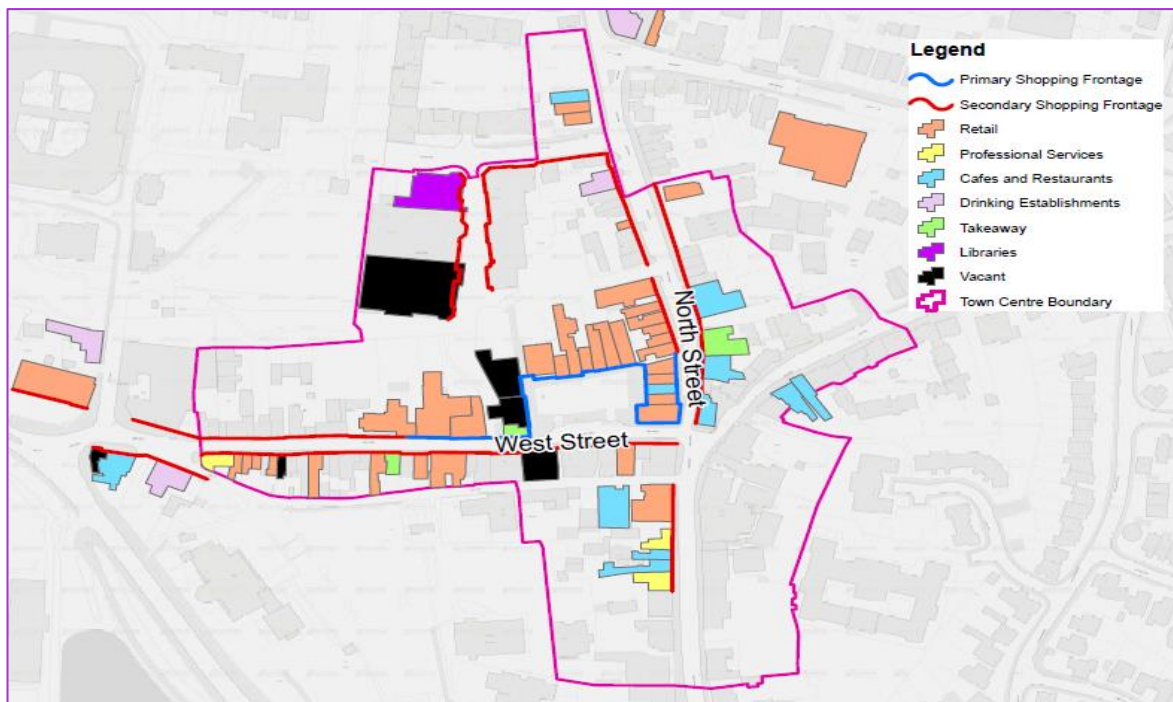 Legend
Primary Shopping Frontage
Secondary Shopping Frontage
Retail
Professional Services
Cafes and Restaurants
Drinking Establishments
Takeaway
Libraries
Vacant
Town Centre Boundary
North Street
West Street